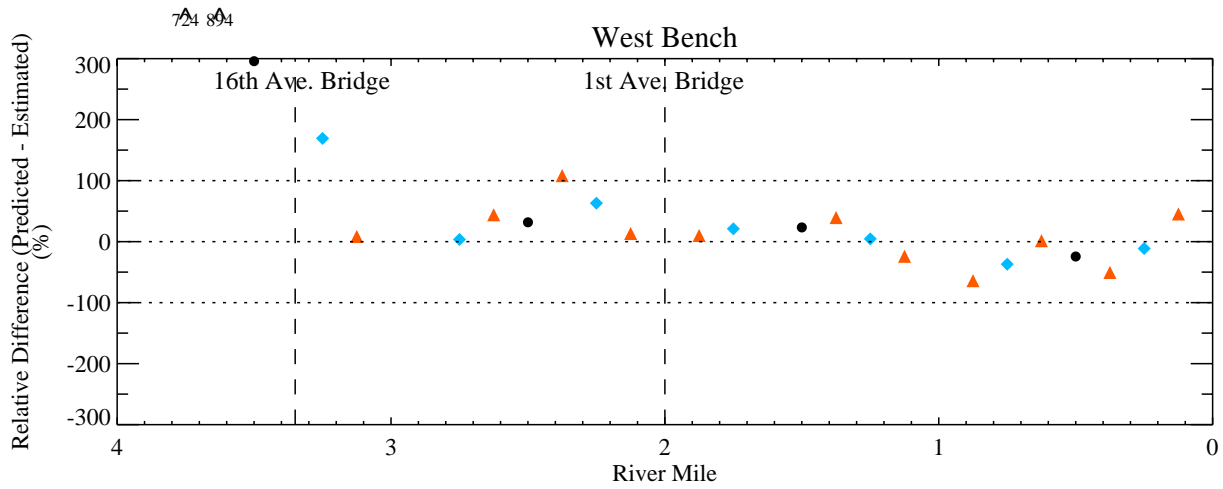 724 894
West Bench
16th Ave. Bridge 1st Ave. Bridge
Relative Difference (Predicted - Estimated)
(%)
300
200
100
0
-100
-200
-300
4 3 2 1 0
River Mile